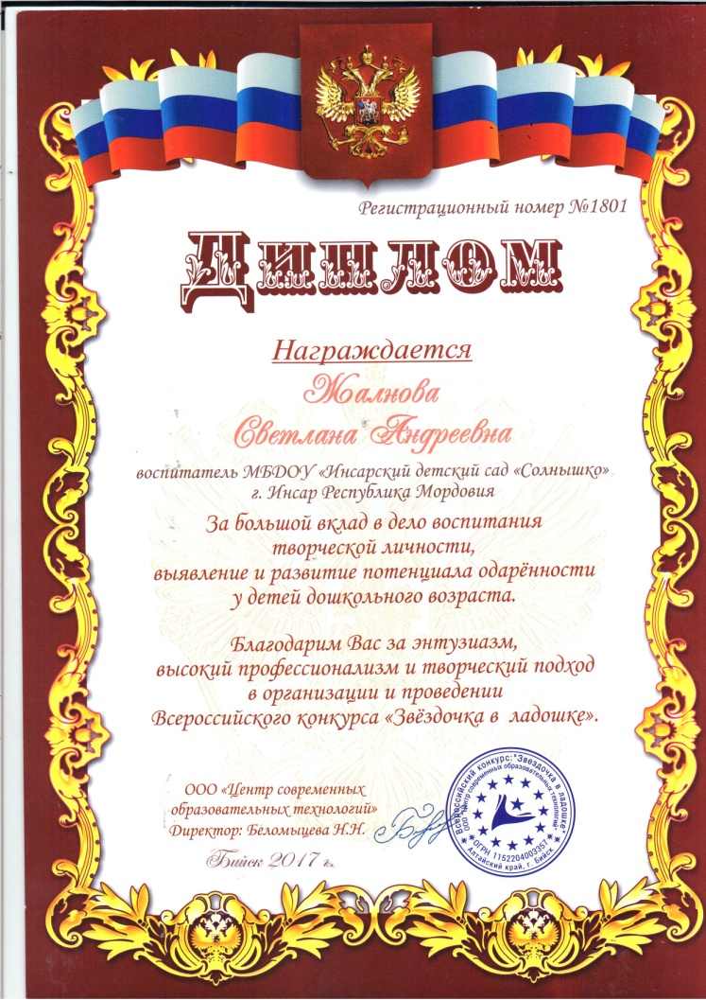 Регистрационный номер №1801
Диплом
Награждается
Жалнова
Светлана Андреевна
воспитатель МБДОУ «Инсарский детский сад «Солнышко»
г. Инсар Республика Мордовия
За большой вклад в дело воспитания
творческой личности,
выявление и развитие потенциала одарённости
у детей дошкольного возраста.
Благодарим Вас за энтузиазм,
высокий профессионализм и творческий подход
в организации и проведении
Всероссийского конкурса «Звёздочка в ладошке».
ООО «Центр современных
образовательных технологий»
Директор: Беломыцева Н.Н.
Бийск 2017 г.
Всероссийский конкурс: "Звездочка в ладошке"
ООО "Центр современных образовательных технологий"
ОГРН 1152204003357
Алтайский край, г. Бийск